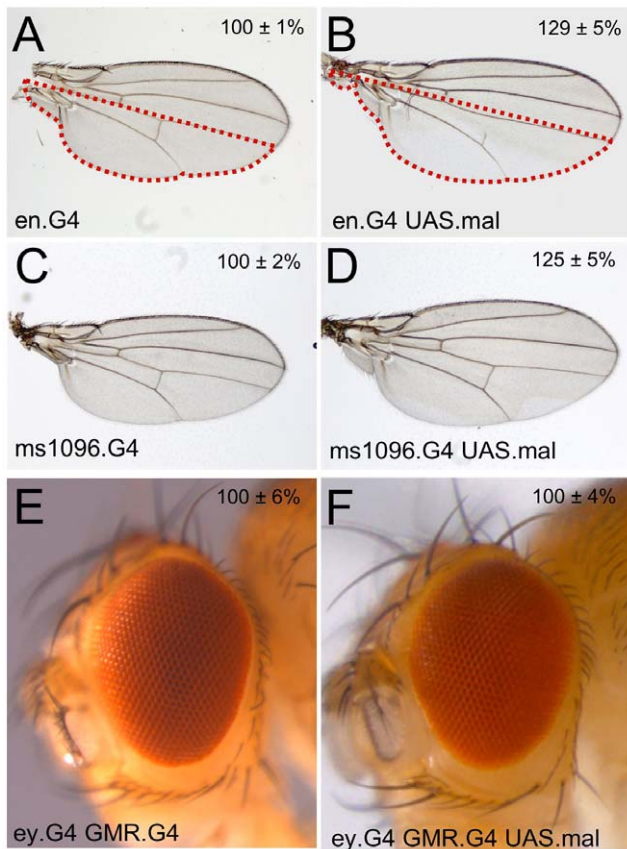 A
100 ± 1%
en.G4
B
129 ± 5%
en.G4 UAS.mal
C
100 ± 2%
ms1096.G4
D
125 ± 5%
ms1096.G4 UAS.mal
E
100 ± 6%
ey.G4 GMR.G4
F
100 ± 4%
ey.G4 GMR.G4 UAS.mal